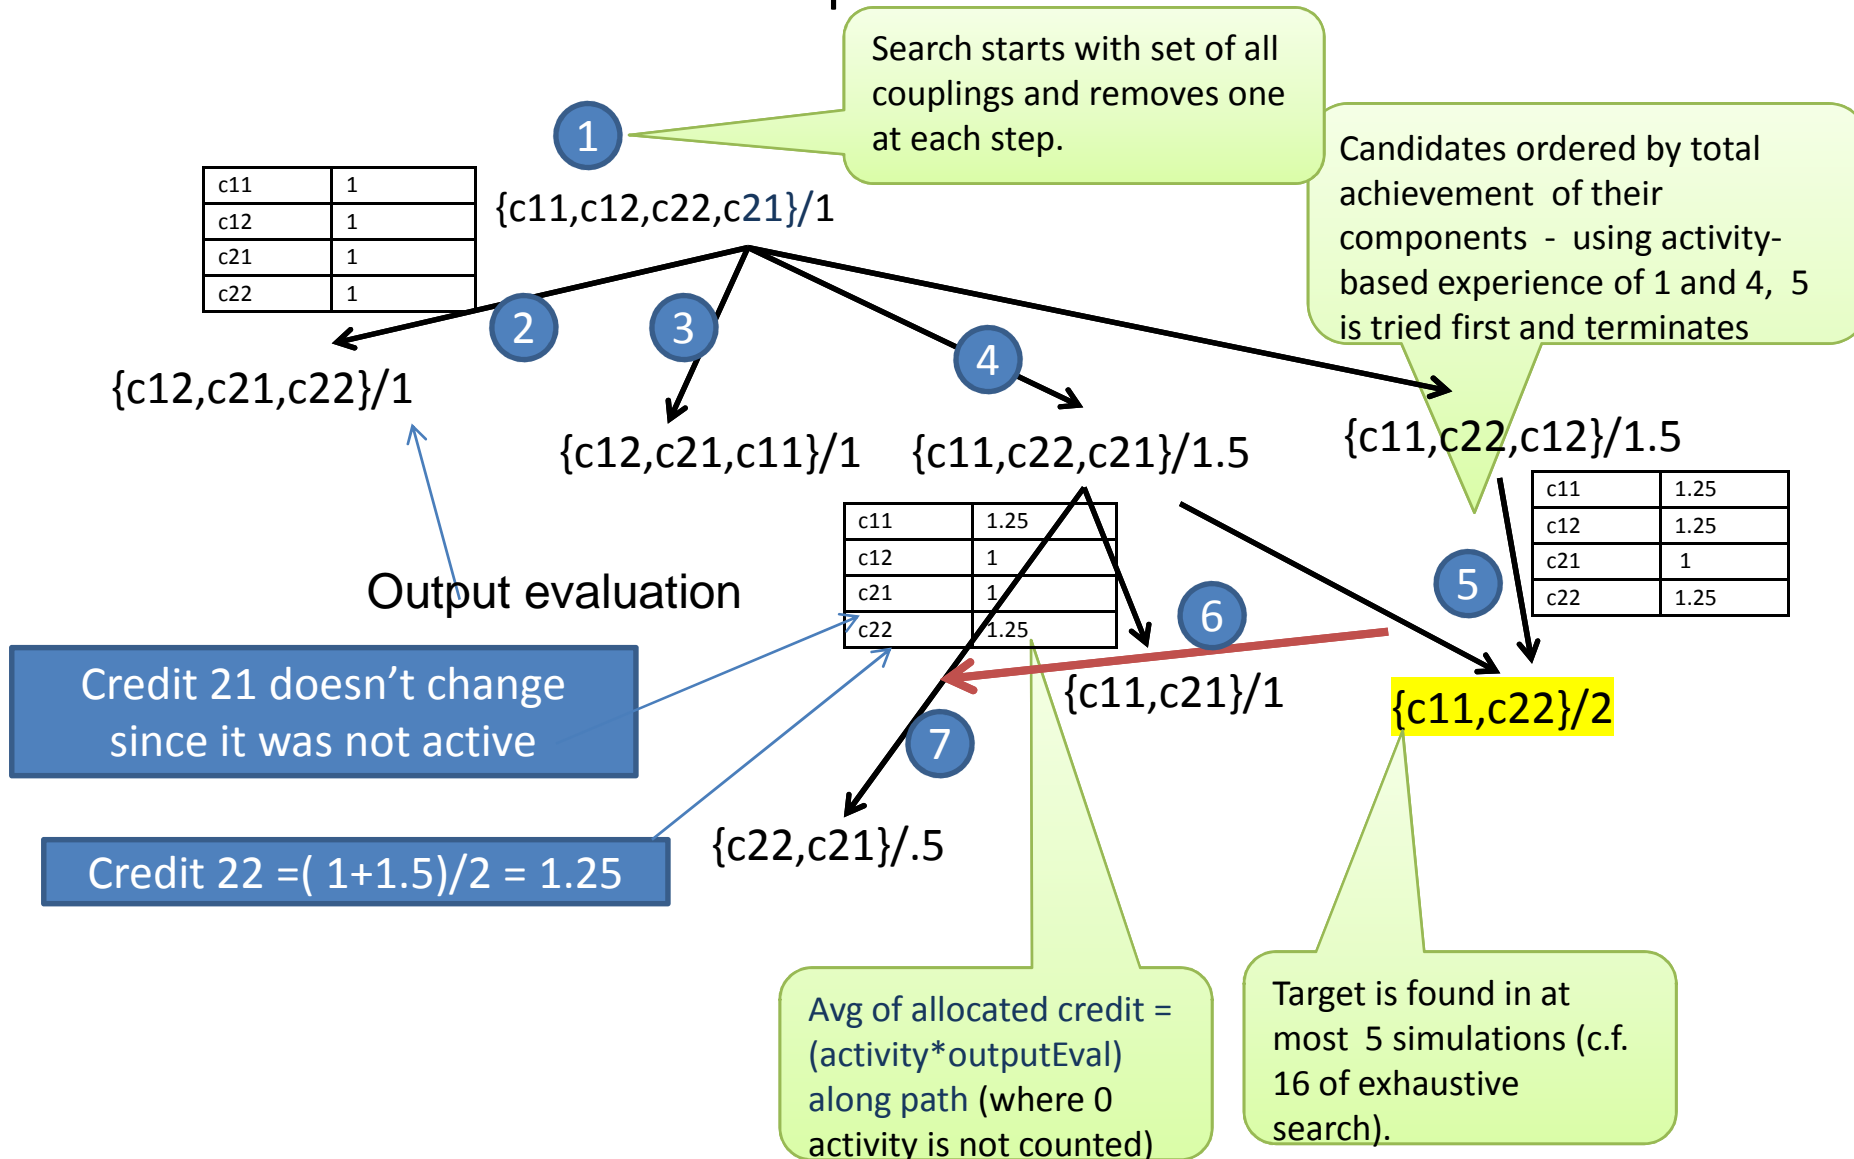 Search starts with set of all
couplings and removes one
at each step.
1
Candidates ordered by total
achievement of their
components - using activity-
based experience of 1 and 4, 5
is tried first and terminates
c11 1
c12 1
c21 1
c22 1
{c11,c12,c22,c21}/1
2
3
4
{c12,c21,c22}/1
{c12,c21,c11}/1
{c11,c22,c21}/1.5
{c11,c22,c12}/1.5
c11 1.25
c12 1
c21 1
c22 1.25
c11 1.25
c12 1.25
c21 1
c22 1.25
Output evaluation
5
6
Credit 21 doesn’t change
since it was not active
{c11,c21}/1
{c11,c22}/2
7
{c22,c21}/.5
Credit 22 =( 1+1.5)/2 = 1.25
Avg of allocated credit =
(activity*outputEval)
along path (where 0
activity is not counted)
Target is found in at
most 5 simulations (c.f.
16 of exhaustive
search).